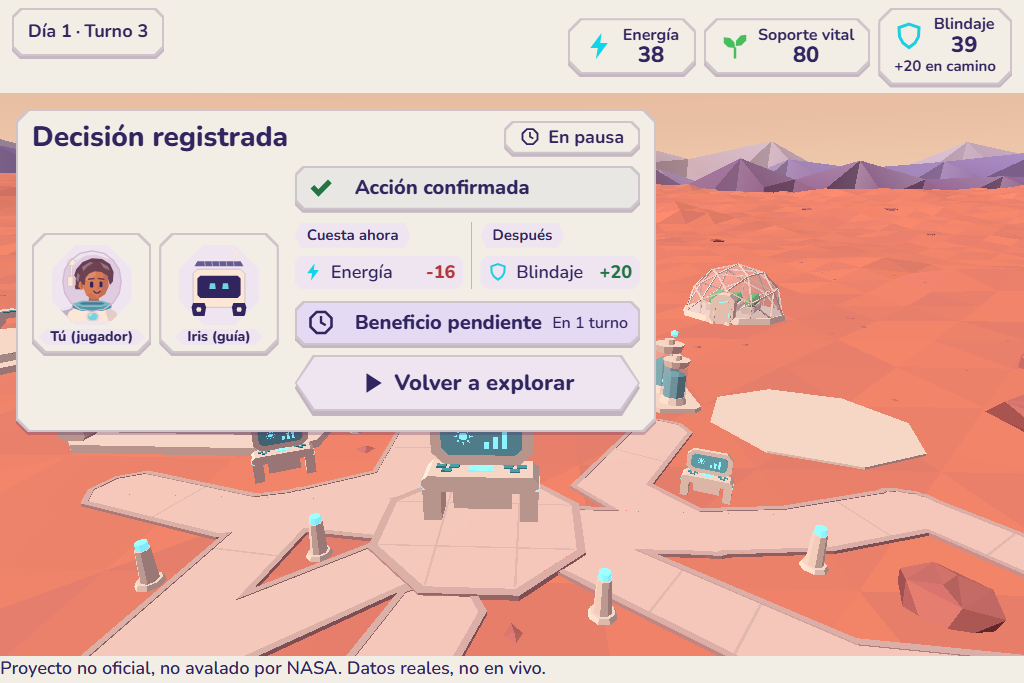 Día 1 · Turno 3
Energía
38
Soporte vital
80
Blindaje
39
+20 en camino
Decisión registrada
En pausa
Acción confirmada
Cuesta ahora
Después
Energía -16
Blindaje +20
Tú (jugador)
Iris (guía)
Beneficio pendiente En 1 turno
Volver a explorar
Proyecto no oficial, no avalado por NASA. Datos reales, no en vivo.